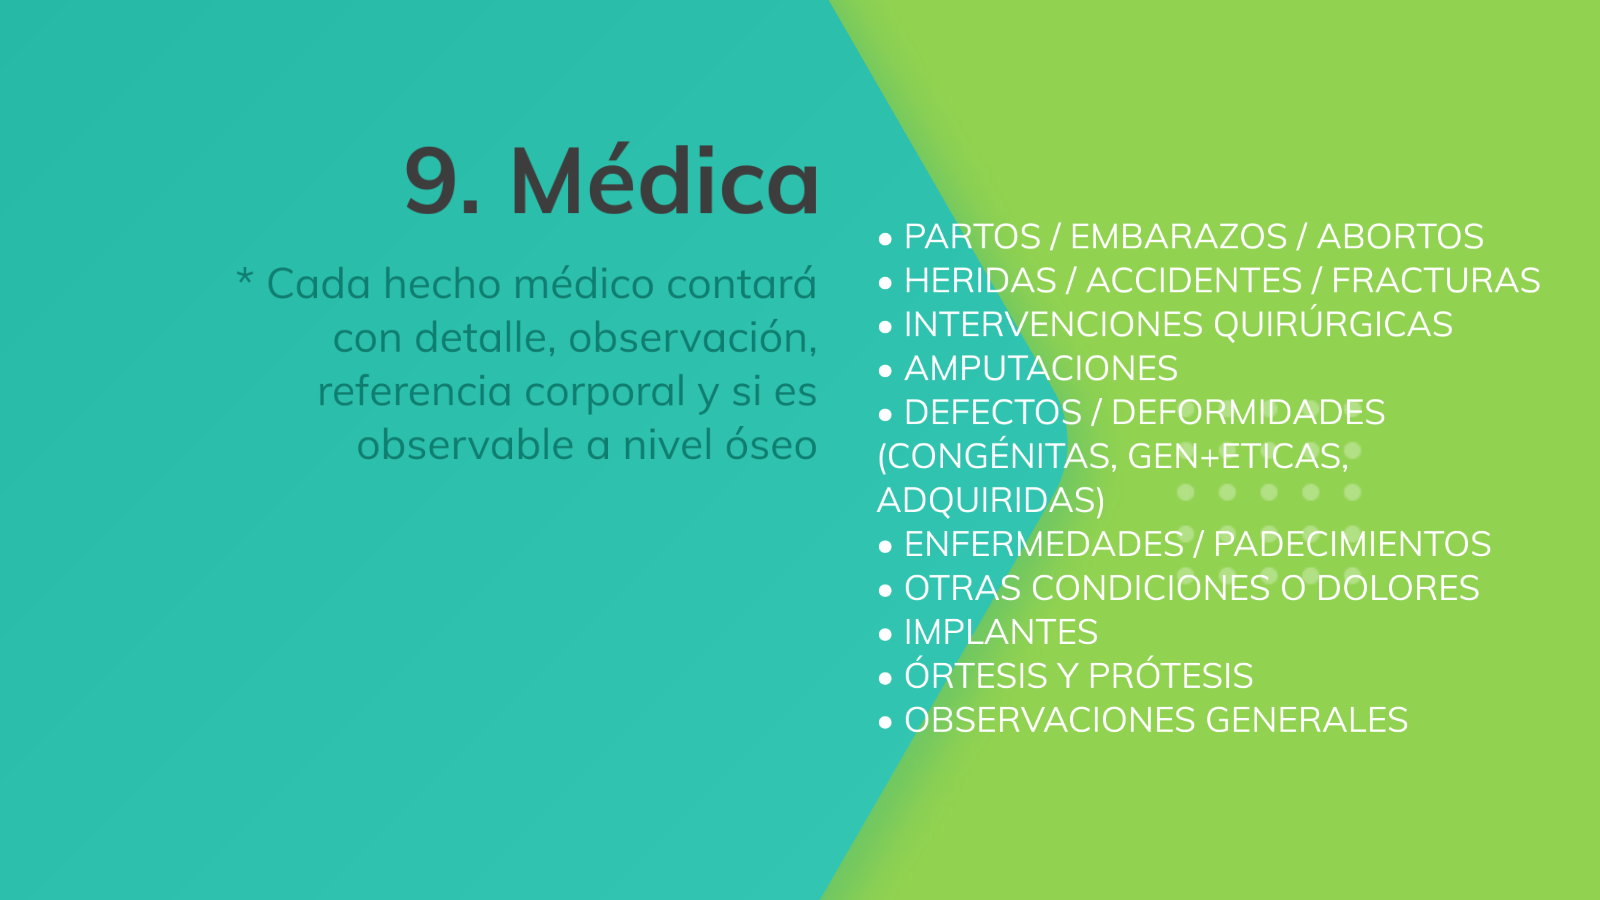 9. Médica
* Cada hecho médico contará
con detalle, observación,
referencia corporal y si es
observable a nivel óseo
• PARTOS / EMBARAZOS / ABORTOS
• HERIDAS / ACCIDENTES / FRACTURAS
• INTERVENCIONES QUIRÚRGICAS
• AMPUTACIONES
• DEFECTOS / DEFORMIDADES
(CONGÉNITAS, GEN+ETICAS,
ADQUIRIDAS)
• ENFERMEDADES / PADECIMIENTOS
• OTRAS CONDICIONES O DOLORES
• IMPLANTES
• ÓRTESIS Y PRÓTESIS
• OBSERVACIONES GENERALES